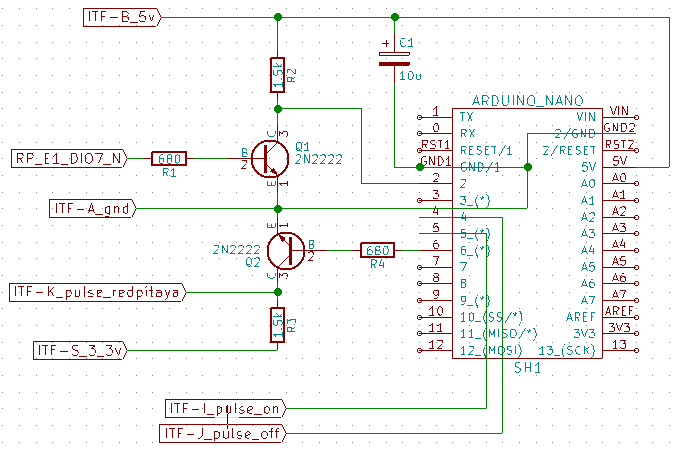 ITF-B_5v
C1
10u
1.5k
R2
ARDUINO_NANO
1 TX VIN VIN
0 RX 2/GND GND2
RST1 RESET/1 2/RESET RST2
GND1 GND/1 5V 5V
2 2 A0 A0
3 3_(*) A1 A1
4 4 A2 A2
5 5_(*) A3 A3
6 6_(*) A4 A4
7 7 A5 A5
8 8 A6 A6
9 9_(*) A7 A7
10 10_(SS/*) AREF AREF
11 11_(MISO/*) 3V3 3V3
12 12_(MOSI) 13_(SCK) 13
SH1
C
3
Q1
2N2222
B
2
E
1
RP_E1_DIO7_N
680
R1
ITF-A_gnd
E
1
2N2222
Q2
B
2
C
3
680
R4
ITF-K_pulse_redpitaya
1.5k
R3
ITF-S_3_3v
ITF-I_pulse_on
ITF-J_pulse_off